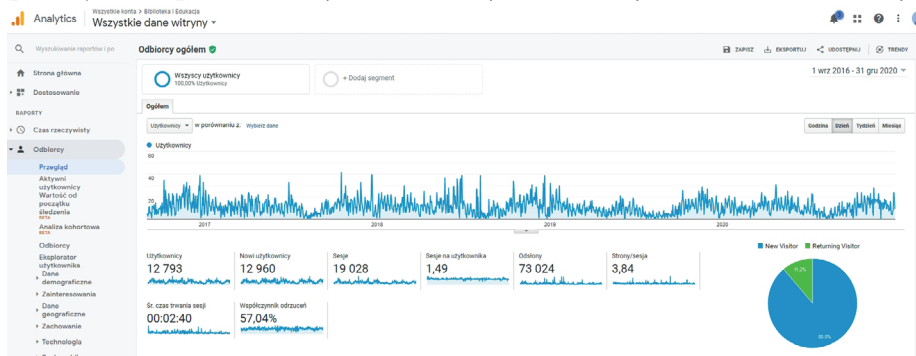 Analytics
Wszystkie konta > Biblioteka i Edukacja
Wszystkie dane witryny
Wyszukiwanie raportów i po
Strona główna
Dostosowanie
RAPORTY
Czas rzeczywisty
Odbiorcy
Przegląd
Aktywni
użytkownicy
Wartość od
początku
śledzenia
BETA
Analiza kohortowa
BETA
Odbiorcy
Eksplorator
użytkownika
Dane
demograficzne
Zainteresowania
Dane
geograficzne
Zachowanie
Technologia
Odbiorcy ogółem
ZAPISZ
EKSPORTUJ
UDOSTĘPNIJ
TRENDY
Wszyscy użytkownicy
100,00% Użytkownicy
+ Dodaj segment
1 wrz 2016 - 31 gru 2020
Ogółem
Użytkownicy w porównaniu z: Wybierz dane
Godzina Dzień Tydzień Miesiąc
Użytkownicy
60
40
20
2017 2018 2019 2020
New Visitor Returning Visitor
Użytkownicy
12 793
Nowi użytkownicy
12 960
Sesje
19 028
Sesje na użytkownika
1,49
Odsłony
73 024
Strony/sesja
3,84
Śr. czas trwania sesji
00:02:40
Współczynnik odrzuceń
57,04%
11,2%